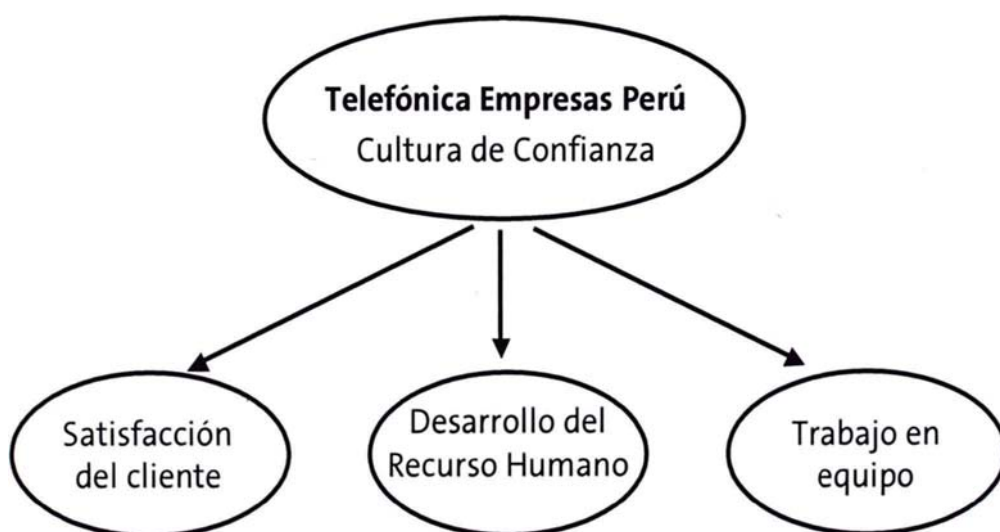 Telefónica Empresas Perú
Cultura de Confianza
Satisfacción
del cliente
Desarrollo del
Recurso Humano
Trabajo en
equipo